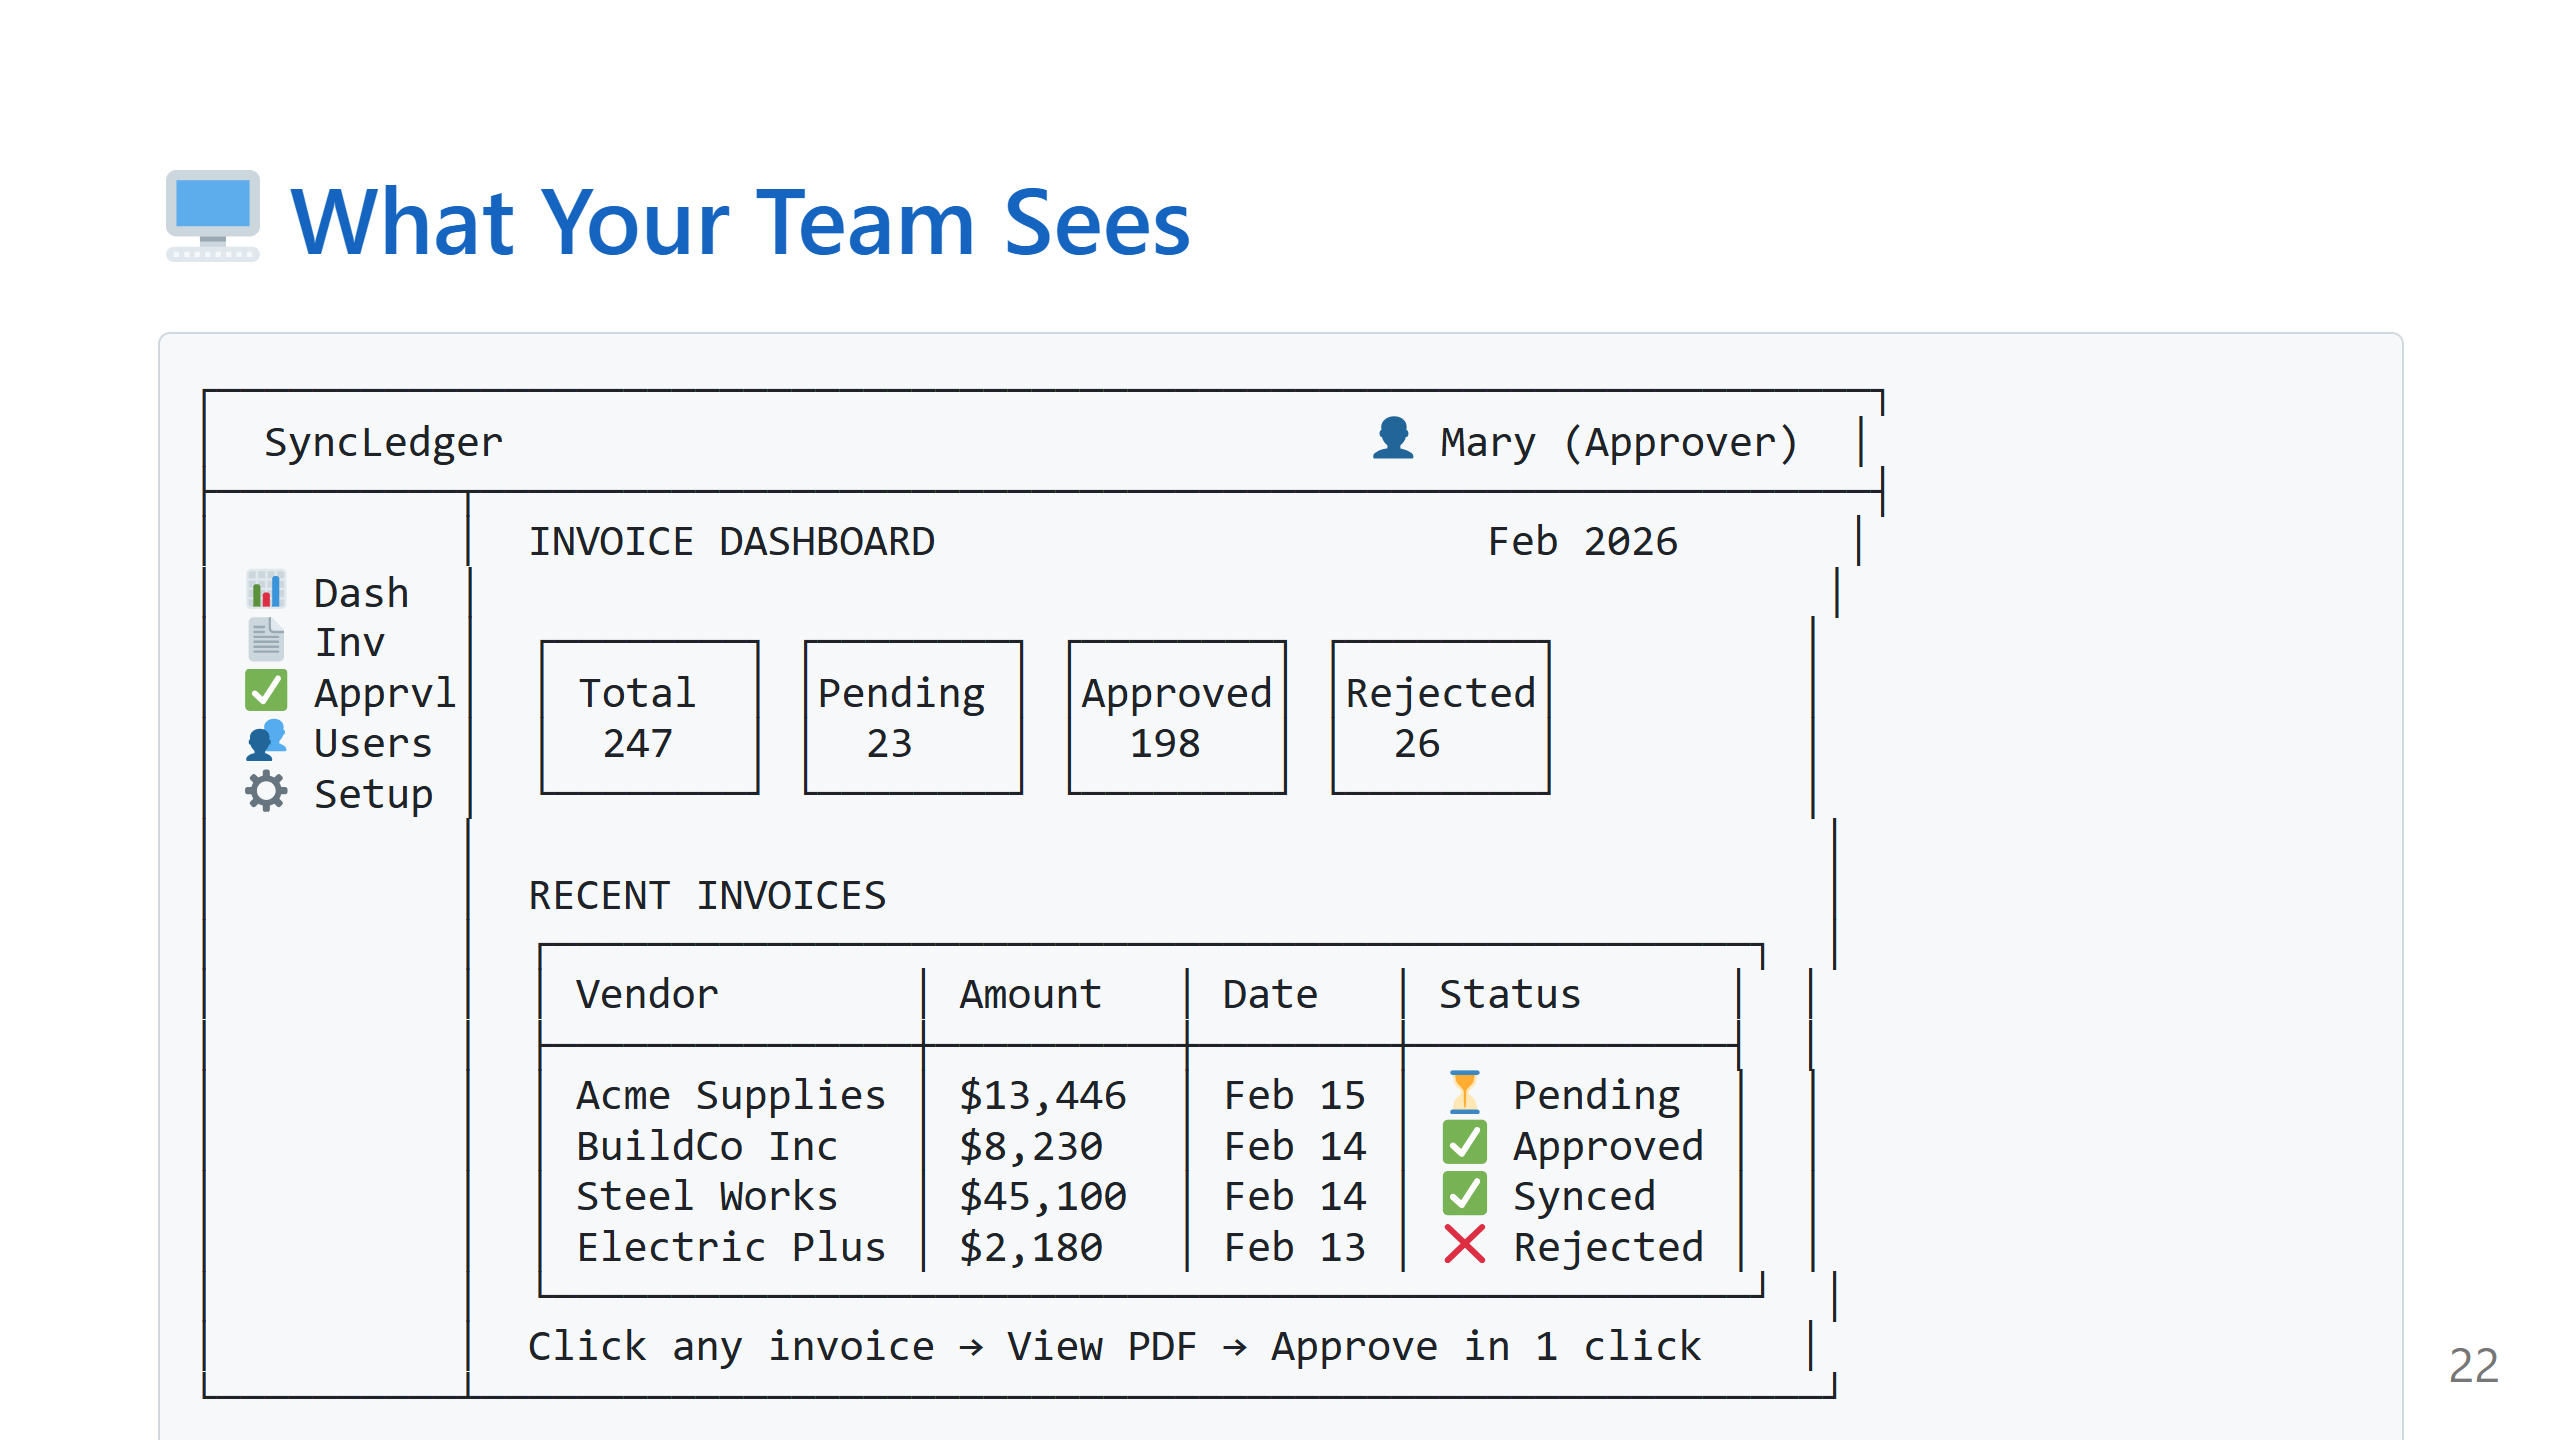 What Your Team Sees
SyncLedger Mary (Approver)
INVOICE DASHBOARD Feb 2026
Dash
Inv
Apprvl Total Pending Approved Rejected
Users 247 23 198 26
Setup
RECENT INVOICES
Vendor Amount Date Status
Acme Supplies $13,446 Feb 15 Pending
BuildCo Inc $8,230 Feb 14 Approved
Steel Works $45,100 Feb 14 Synced
Electric Plus $2,180 Feb 13 Rejected
Click any invoice → View PDF → Approve in 1 click
22